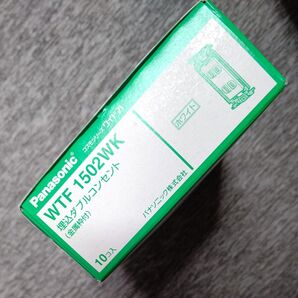 Panasonic
コスモシリーズワイド21
WTF 1502WK
埋込ダブルコンセント
(金属枠付)
10コ入
ホワイト
パナソニック株式会社